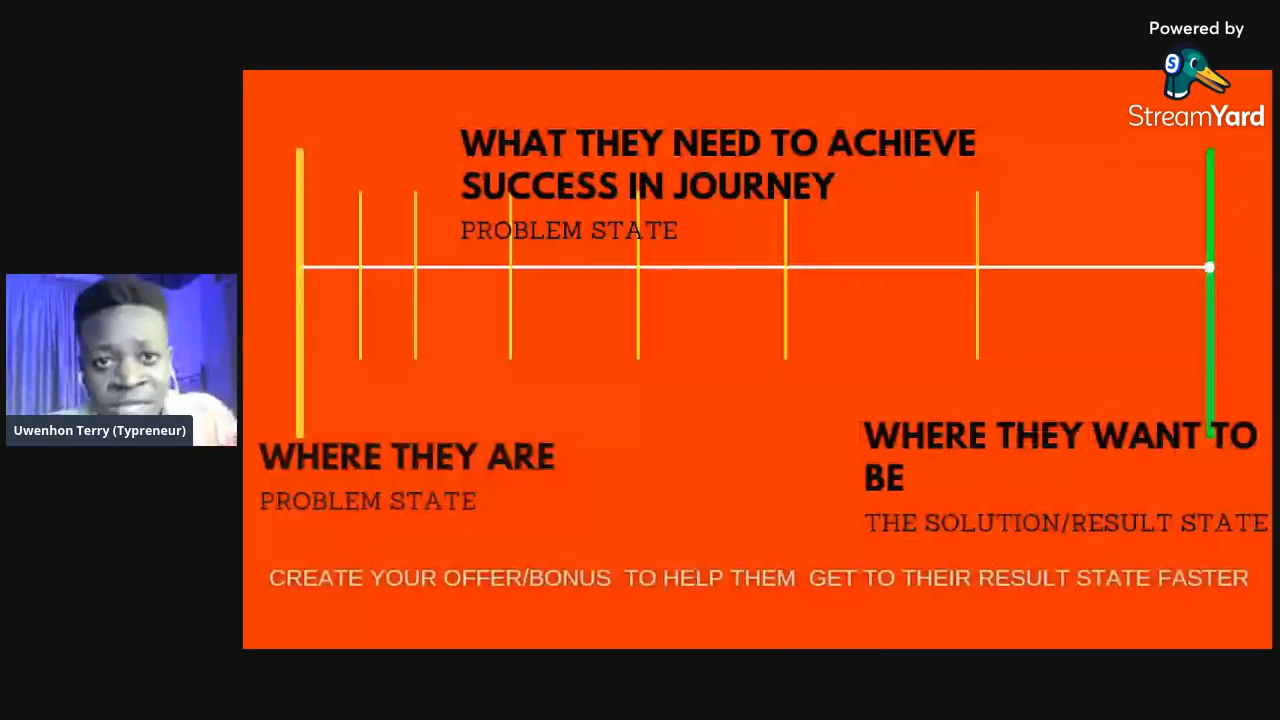 Powered by
StreamYard
WHAT THEY NEED TO ACHIEVE
SUCCESS IN JOURNEY
PROBLEM STATE
Uwenhon Terry (Typreneur)
WHERE THEY ARE
PROBLEM STATE
WHERE THEY WANT TO
BE
THE SOLUTION/RESULT STATE
CREATE YOUR OFFER/BONUS TO HELP THEM GET TO THEIR RESULT STATE FASTER